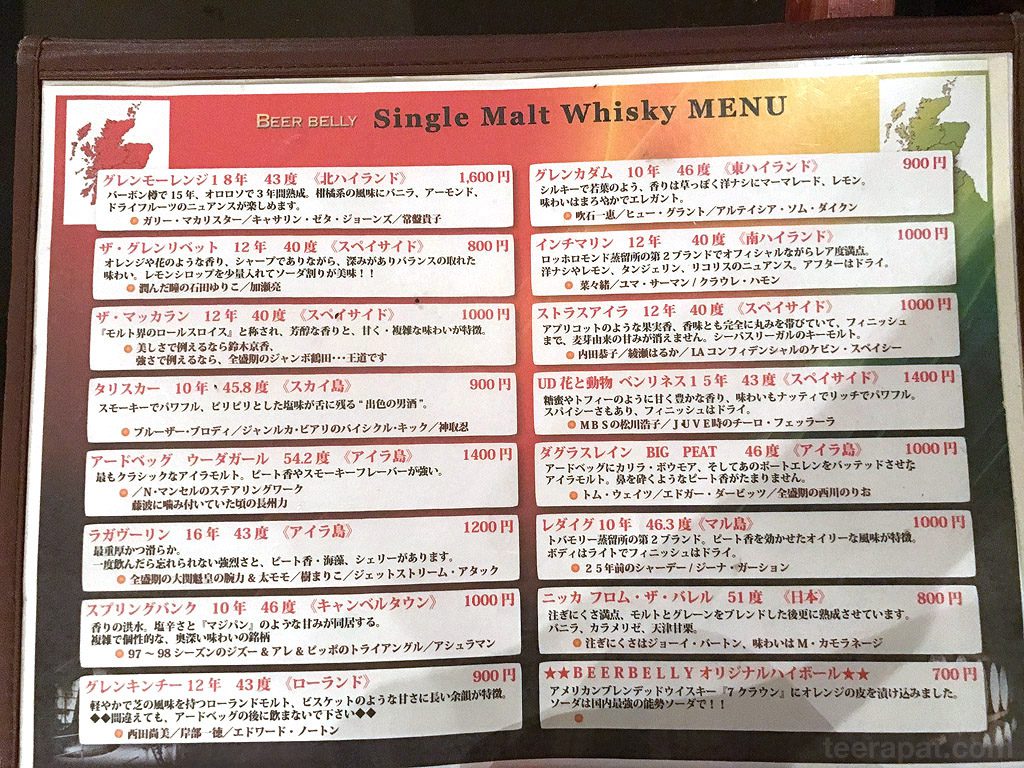 BEER BELLY Single Malt Whisky MENU
グレンモーレンジ18年 43度 《北ハイランド》 1,600円
バーボン樽で15年、オロロソで3年間熟成。柑橘系の風味にバニラ、アーモンド、
ドライフルーツのニュアンスが楽しめます。
ガリー・マカリスター/キャサリン・ゼタ・ジョーンズ/常盤貴子
ザ・グレンリベット 12年 40度 《スペイサイド》 800円
オレンジや花のような香り、シャープでありながら、深みがありバランスの取れた
味わい。レモンシロップを少量入れてソーダ割りが美味!!
潤んだ瞳の石田ゆりこ/加瀬亮
ザ・マッカラン 12年 40度 《スペイサイド》 1000円
『モルト界のロールスロイス』と称され、芳醇な香りと、甘く・複雑な味わいが特徴。
美しさで例えるなら鈴木京香、
強さで例えるなら、全盛期のジャンボ鶴田・・・王道です
タリスカー 10年 45.8度 《スカイ島》 900円
スモーキーでパワフル、ピリピリとした塩味が舌に残る“出色の男酒”。
ブルーザー・ブロディ/ジャンルカ・ビアリのバイシクル・キック/神取忍
アードベッグ ウーダガール 54.2度 《アイラ島》 1400円
最もクラシックなアイラモルト。ピート香やスモーキーフレーバーが強い。
/N・マンセルのステアリングワーク
藤波に噛み付いていた頃の長州力
ラガヴーリン 16年 43度 《アイラ島》 1200円
最重厚かつ滑らか。
一度飲んだら忘れられない強烈さと、ピート香・海藻、シェリーがあります。
全盛期の大関魁皇の腕力&太モモ/樹まりこ/ジェットストリーム・アタック
スプリングバンク 10年 46度 《キャンベルタウン》 1000円
香りの洪水。塩辛さと『マジパン』のような甘みが同居する。
複雑で個性的な、奥深い味わいの銘柄
97~98シーズンのジズー&アレ&ピッポのトライアングル/アシュラマン
グレンキンチー12年 43度 《ローランド》 900円
軽やかで芝の風味を持つローランドモルト、ビスケットのような甘さに長い余韻が特徴。
◆◆間違えても、アードベッグの後に飲まないで下さい◆◆
西田尚美/岸部一徳/エドワード・ノートン
グレンカダム 10年 46度 《東ハイランド》 900円
シルキーで若葉のよう、香りは草っぽく洋ナシにマーマレード、レモン。
味わいはまろやかでエレガント。
吹石一恵/ヒュー・グラント/アルテイシア・ソム・ダイクン
インチマリン 12年 40度 《南ハイランド》 1000円
ロッホロモンド蒸留所の第2ブランドでオフィシャルながらレア度満点。
洋ナシやレモン、タンジェリン、リコリスのニュアンス。アフターはドライ。
菜々緒/ユマ・サーマン/クラウレ・ハモン
ストラスアイラ 12年 40度 《スペイサイド》 1000円
アプリコットのような果実香、香味とも完全に丸みを帯びていて、フィニッシュ
まで、麦芽由来の甘みが消えません。シーバスリーガルのキーモルト。
内田恭子/綾瀬はるか/LAコンフィデンシャルのケビン・スペイシー
UD花と動物 ベンリネス15年 43度《スペイサイド》 1400円
糖蜜やトフィーのように甘く豊かな香り、味わいもナッティでリッチでパワフル。
スパイシーさもあり、フィニッシュはドライ。
MBSの松川浩子/JUVE時のチーロ・フェッラーラ
ダグラスレイン BIG PEAT 46度 《アイラ島》 1000円
アードベッグにカリラ・ボウモア、そしてあのポートエレンをバッテッドさせた
アイラモルト。鼻を砕くようなピート香がたまりません。
トム・ウェイツ/エドガー・ダービッツ/全盛期の西川のりお
レダイグ10年 46.3度《マル島》 1000円
トバモリー蒸留所の第2ブランド。ピート香を効かせたオイリーな風味が特徴。
ボディはライトでフィニッシュはドライ。
25年前のシャーデー/ジーナ・ガーション
ニッカ フロム・ザ・バレル 51度 《日本》 800円
注ぎにくさ満点、モルトとグレーンをブレンドした後更に熟成させています。
バニラ、カラメリゼ、天津甘栗。
注ぎにくさはジョーイ・バートン、味わいはM・カモラネージ
★★BEERBELLYオリジナルハイボール★★ 700円
アメリカンブレンデッドウイスキー『7クラウン』にオレンジの皮を漬け込みました。
ソーダは国内最強の能勢ソーダで!!
teerapat.com